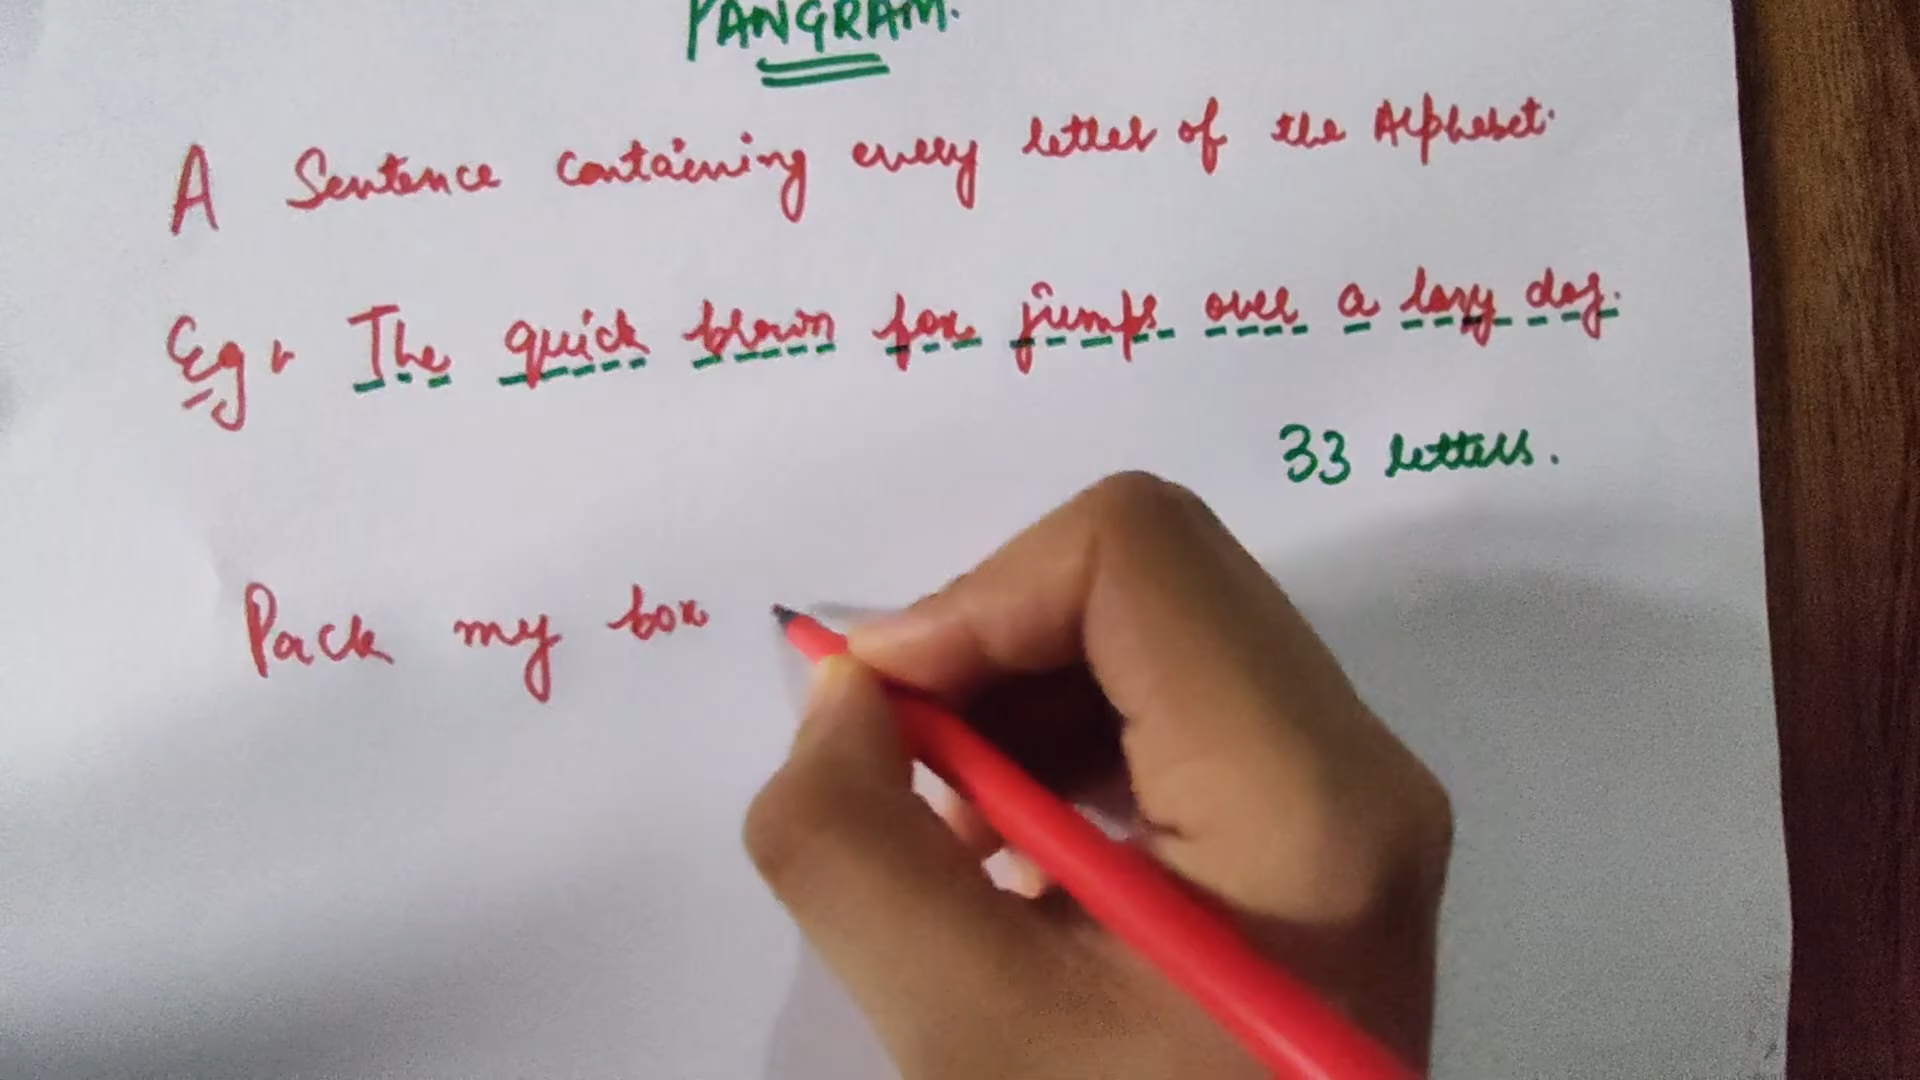 PANGRAM.
A Sentence containing every letter of the Alphabet.
Eg. The quick brown fox jumps over a lazy dog.
33 letters.
Pack my box